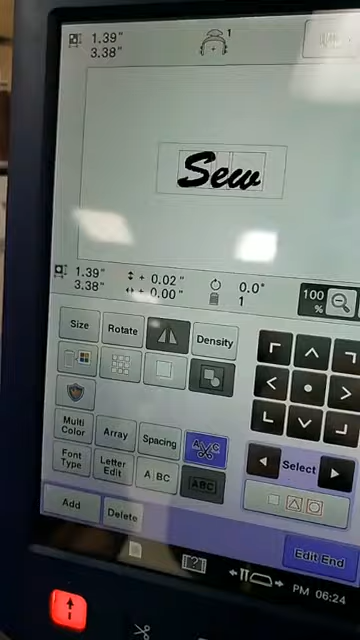 1.39"
3.38"
1
Sew
1.39" + 0.02" 0.0°
3.38" + 0.00" 1
100 %
Size Rotate Density
Multi Color Array Spacing
Font Type Letter Edit A BC ABC
Select
Add Delete
Edit End
PM 06:24